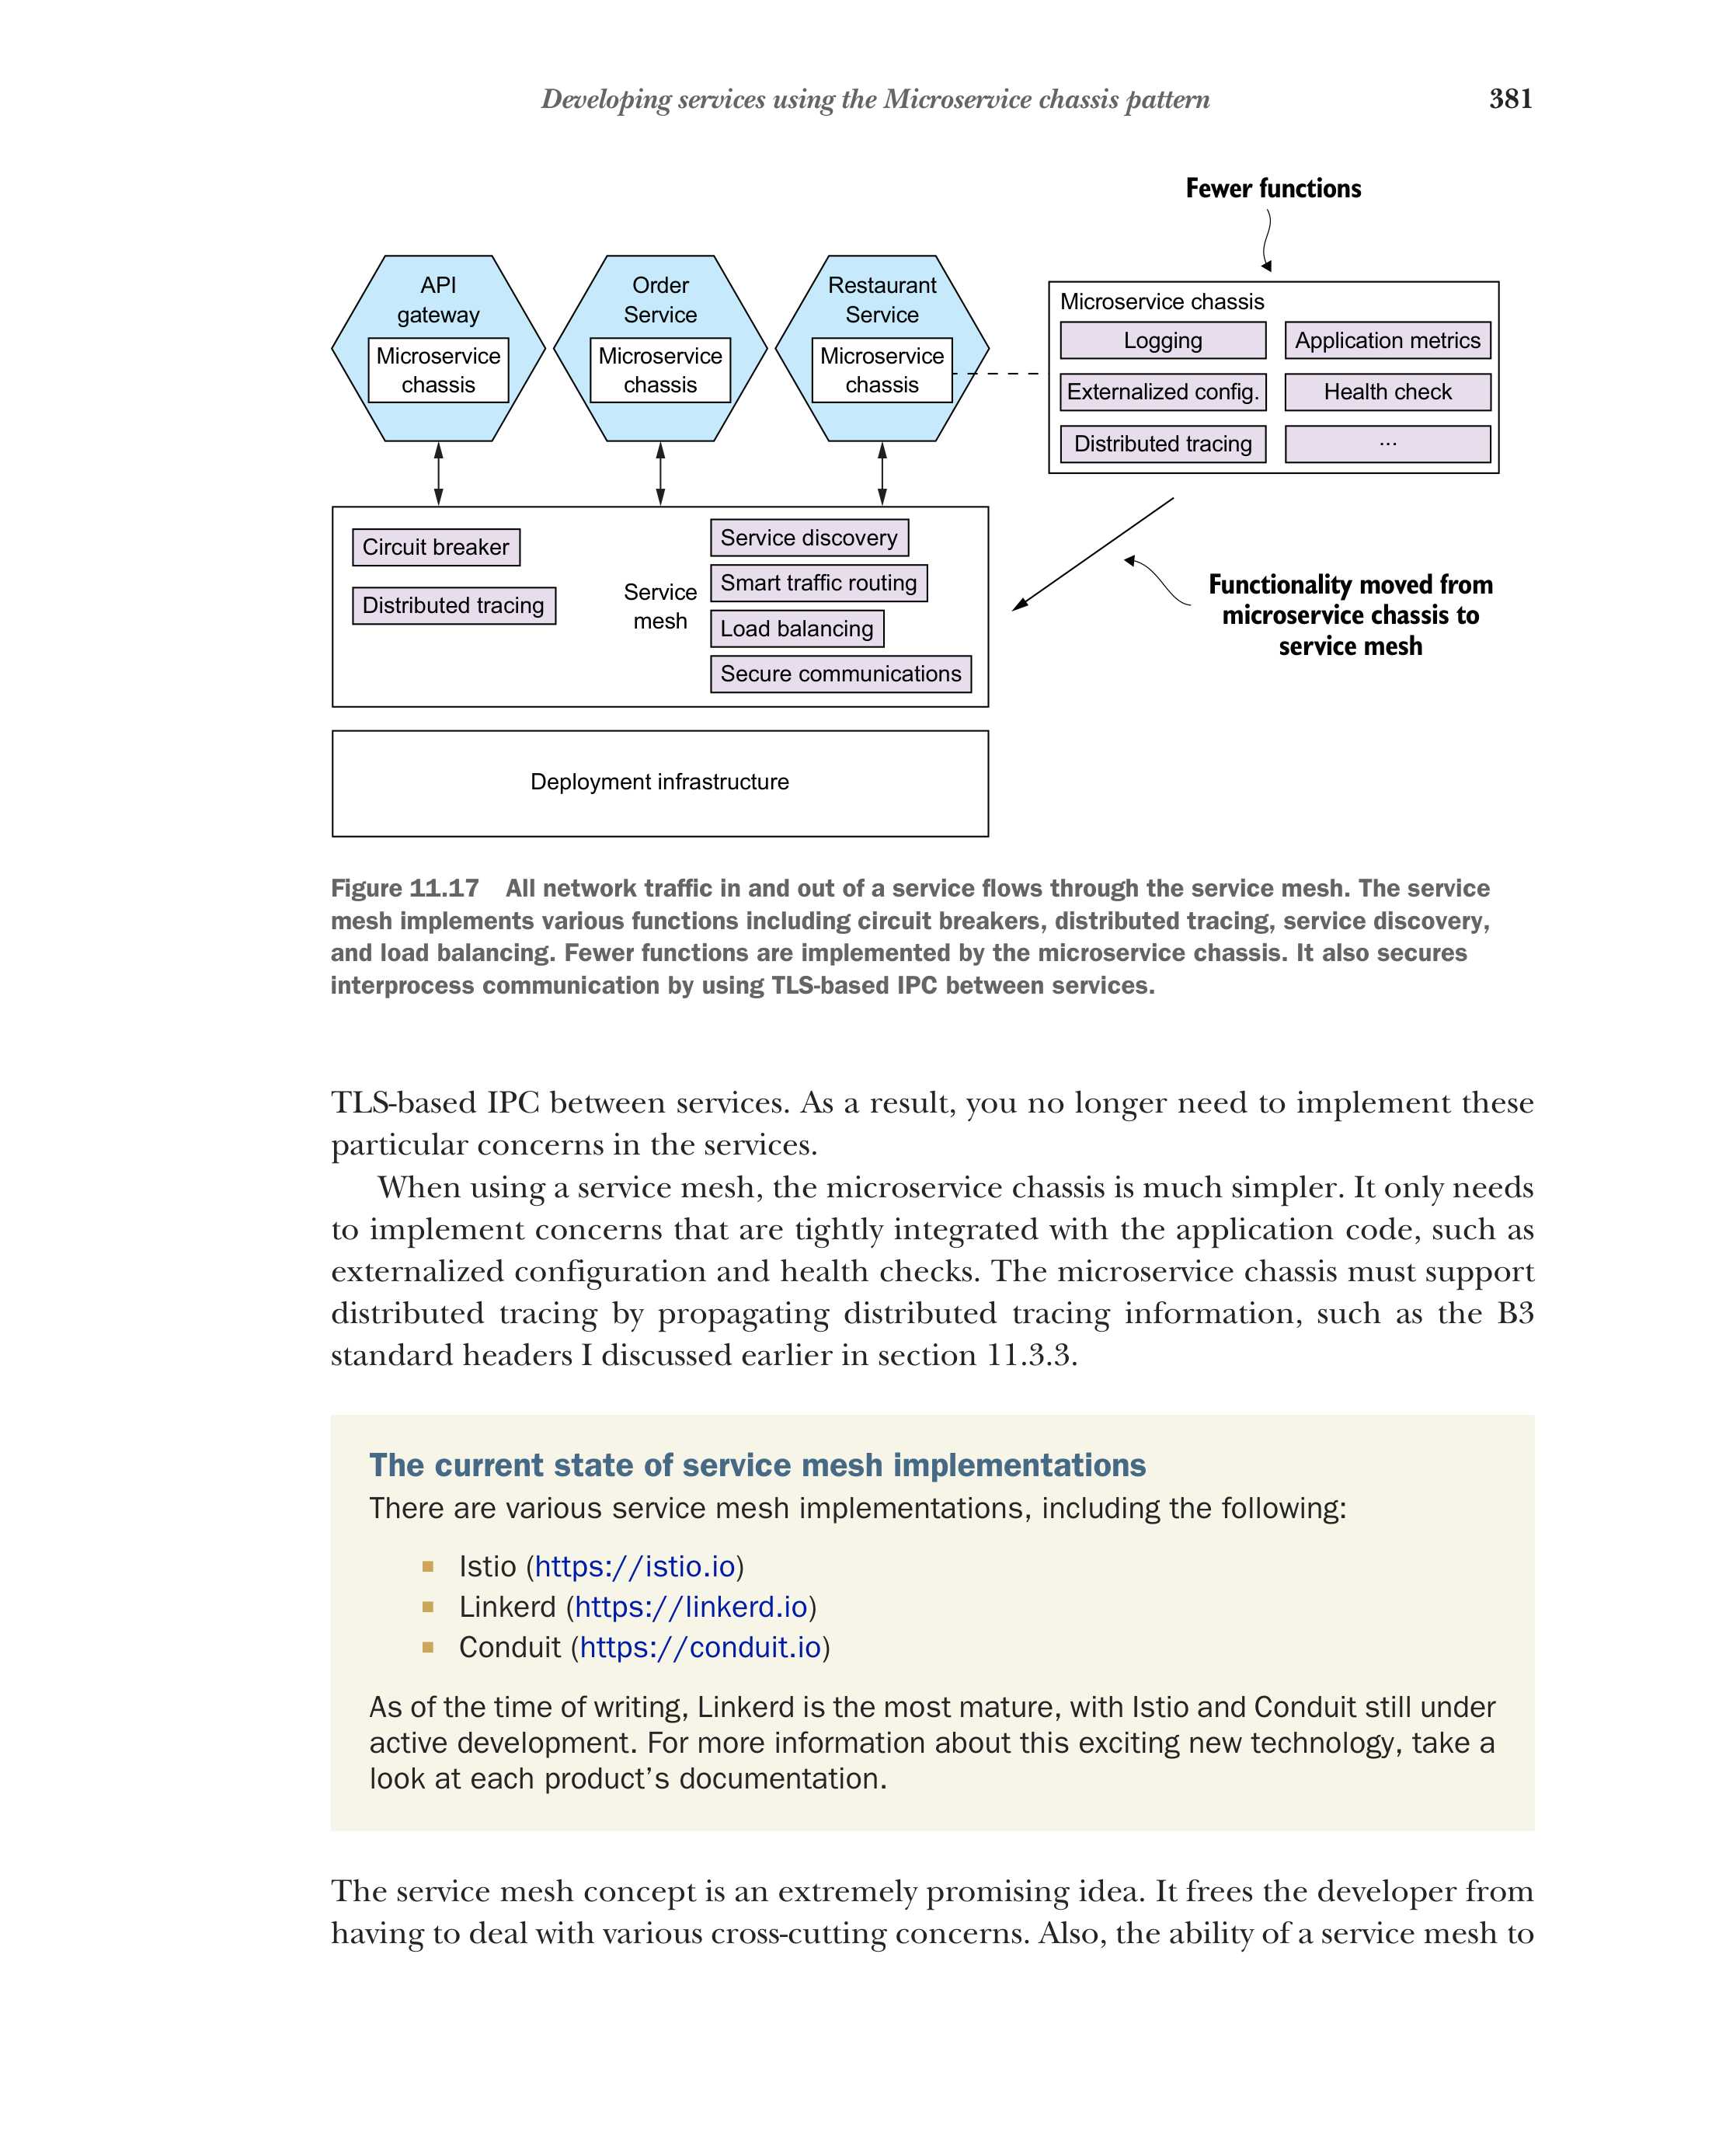 Developing services using the Microservice chassis pattern 381
Fewer functions
API
gateway
Microservice
chassis
Order
Service
Microservice
chassis
Restaurant
Service
Microservice
chassis
Microservice chassis
Logging
Application metrics
Externalized config.
Health check
Distributed tracing
...
Circuit breaker
Distributed tracing
Service
mesh
Service discovery
Smart traffic routing
Load balancing
Secure communications
Functionality moved from
microservice chassis to
service mesh
Deployment infrastructure
Figure 11.17 All network traffic in and out of a service flows through the service mesh. The service
mesh implements various functions including circuit breakers, distributed tracing, service discovery,
and load balancing. Fewer functions are implemented by the microservice chassis. It also secures
interprocess communication by using TLS-based IPC between services.
TLS-based IPC between services. As a result, you no longer need to implement these
particular concerns in the services.
When using a service mesh, the microservice chassis is much simpler. It only needs
to implement concerns that are tightly integrated with the application code, such as
externalized configuration and health checks. The microservice chassis must support
distributed tracing by propagating distributed tracing information, such as the B3
standard headers I discussed earlier in section 11.3.3.
The current state of service mesh implementations
There are various service mesh implementations, including the following:
■ Istio (https://istio.io)
■ Linkerd (https://linkerd.io)
■ Conduit (https://conduit.io)
As of the time of writing, Linkerd is the most mature, with Istio and Conduit still under
active development. For more information about this exciting new technology, take a
look at each product's documentation.
The service mesh concept is an extremely promising idea. It frees the developer from
having to deal with various cross-cutting concerns. Also, the ability of a service mesh to